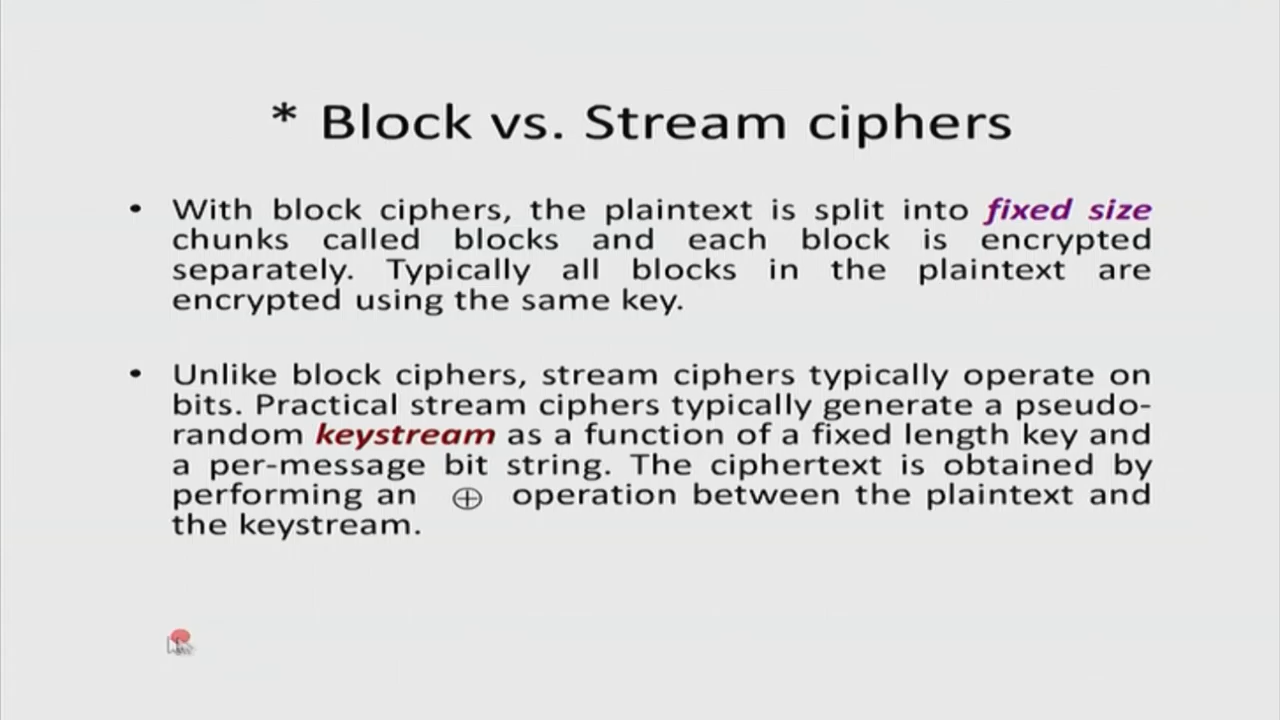 * Block vs. Stream ciphers
• With block ciphers, the plaintext is split into fixed size
chunks called blocks and each block is encrypted
separately. Typically all blocks in the plaintext are
encrypted using the same key.
• Unlike block ciphers, stream ciphers typically operate on
bits. Practical stream ciphers typically generate a pseudo-
random keystream as a function of a fixed length key and
a per-message bit string. The ciphertext is obtained by
performing an ⊕ operation between the plaintext and
the keystream.